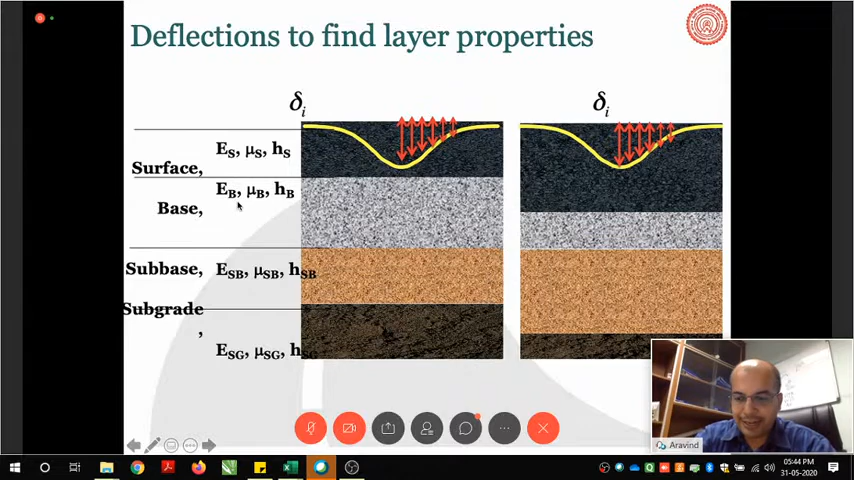 Deflections to find layer properties
δi
δi
Surface,
ES, μS, hS
Base,
EB, μB, hB
Subbase,
ESB, μSB, hSB
Subgrade
,
ESG, μSG, hSG
Aravind
05:44 PM
31-05-2020